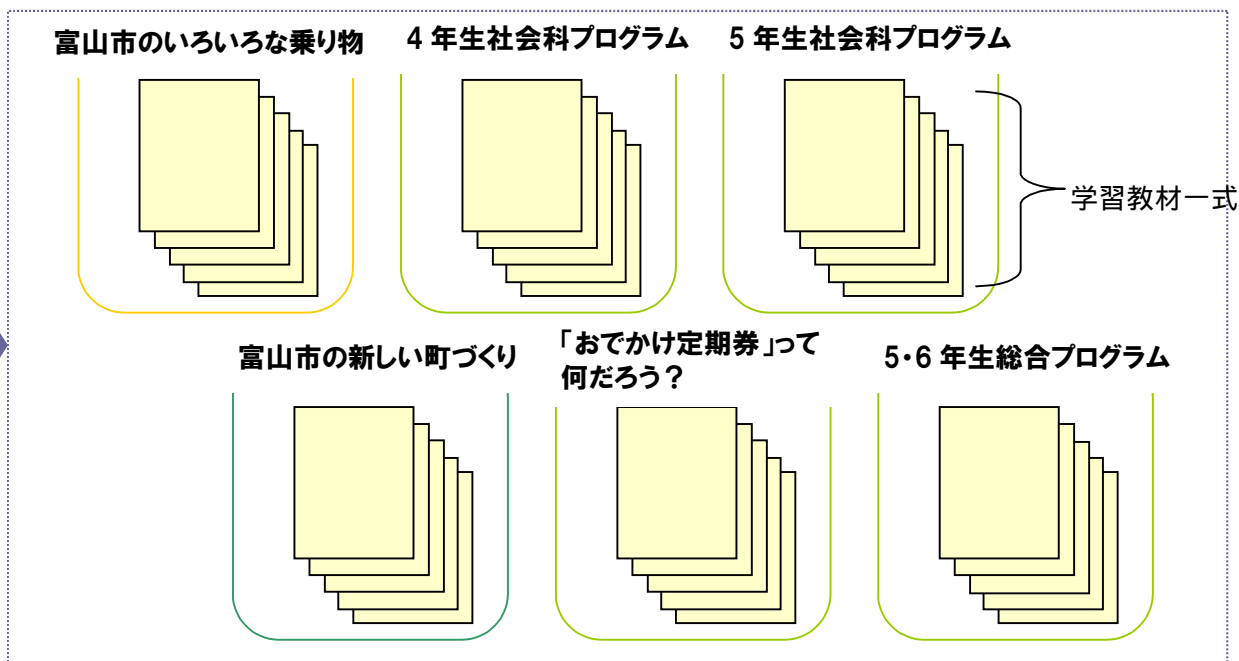 富山市のいろいろな乗り物
4年生社会科プログラム
5年生社会科プログラム
学習教材一式
富山市の新しい町づくり
「おでかけ定期券」って
何だろう?
5・6年生総合プログラム